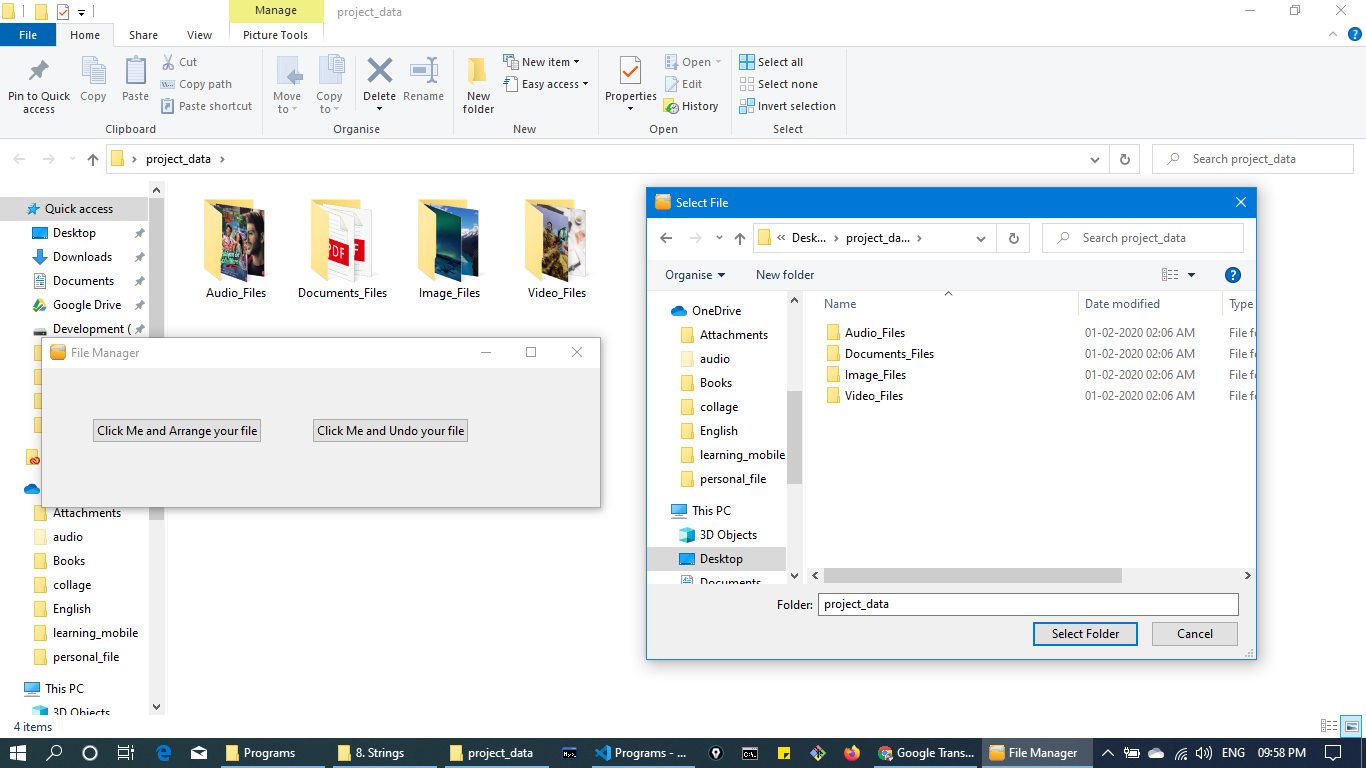 Manage
project_data
File
Home
Share
View
Picture Tools
Pin to Quick access
Copy
Paste
Cut
Copy path
Paste shortcut
Clipboard
Move to
Copy to
Delete
Rename
Organise
New folder
New item
Easy access
New
Properties
Open
Edit
History
Open
Select all
Select none
Invert selection
Select
project_data
Search project_data
Quick access
Desktop
Downloads
Documents
Google Drive
Development (
Attachments
audio
Books
collage
English
learning_mobile
personal_file
This PC
3D Objects
4 items
PDF
Audio_Files
Documents_Files
Image_Files
Video_Files
File Manager
Click Me and Arrange your file
Click Me and Undo your file
Select File
« Desk...
project_da...
Search project_data
Organise
New folder
OneDrive
Attachments
audio
Books
collage
English
learning_mobile
personal_file
This PC
3D Objects
Desktop
Documents
Name
Date modified
Type
Audio_Files 01-02-2020 02:06 AM File f
Documents_Files 01-02-2020 02:06 AM File f
Image_Files 01-02-2020 02:06 AM File f
Video_Files 01-02-2020 02:06 AM File f
Folder: project_data
Select Folder
Cancel
Programs
8. Strings
project_data
Programs - ...
Google Trans...
File Manager
ENG
09:58 PM